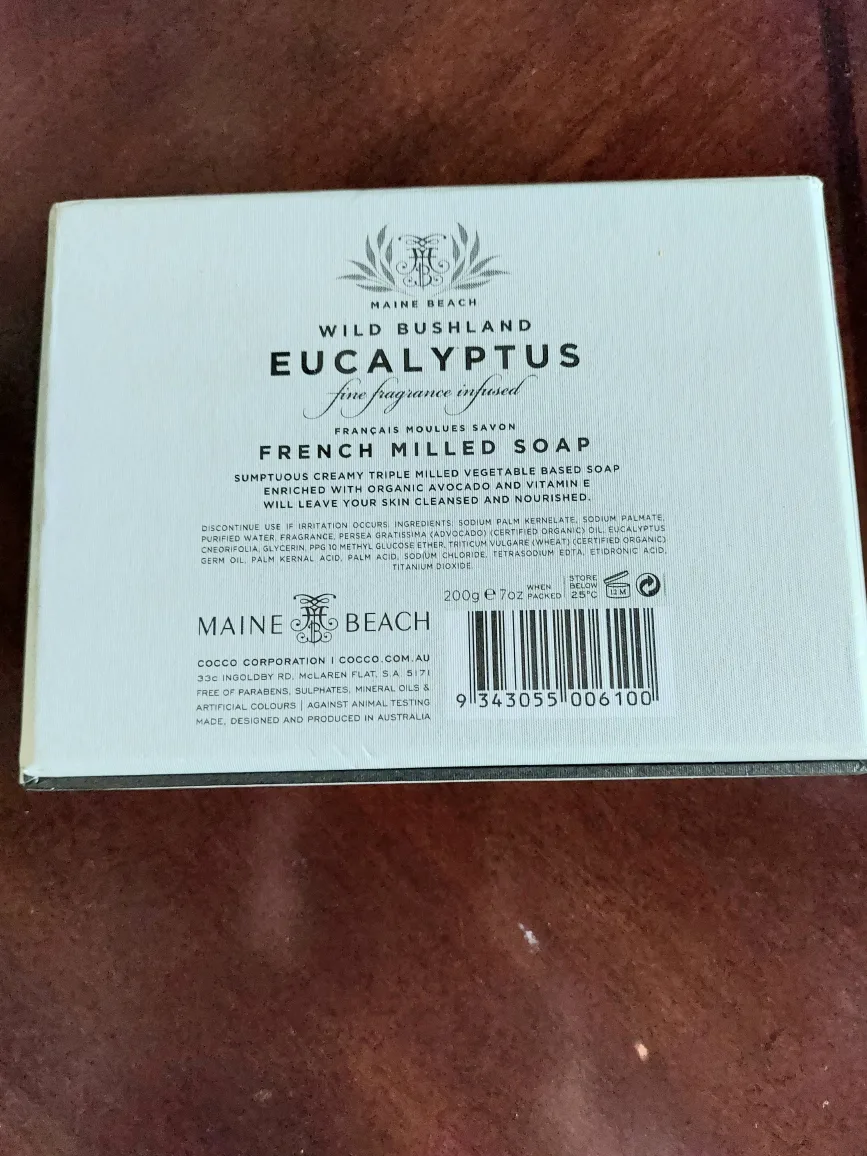 MAINE BEACH
WILD BUSHLAND
EUCALYPTUS
fine fragrance infused
FRANÇAIS MOULUES SAVON
FRENCH MILLED SOAP
SUMPTUOUS CREAMY TRIPLE MILLED VEGETABLE BASED SOAP
ENRICHED WITH ORGANIC AVOCADO AND VITAMIN E
WILL LEAVE YOUR SKIN CLEANSED AND NOURISHED.
DISCONTINUE USE IF IRRITATION OCCURS. INGREDIENTS: SODIUM PALM KERNELATE, SODIUM PALMATE,
PURIFIED WATER, FRAGRANCE, PERSEA GRATISSIMA (ADVOCADO) (CERTIFIED ORGANIC) OIL, EUCALYPTUS
CNEORIFOLIA, GLYCERIN, PPG 10 METHYL GLUCOSE ETHER, TRITICUM VULGARE (WHEAT) (CERTIFIED ORGANIC)
GERM OIL, PALM KERNAL ACID, PALM ACID, SODIUM CHLORIDE, TETRASODIUM EDTA, ETIDRONIC ACID,
TITANIUM DIOXIDE.
200g e 7oz WHEN PACKED STORE BELOW 25°C 12 M
MAINE BEACH
COCCO CORPORATION | COCCO.COM.AU
33c INGOLDBY RD, McLAREN FLAT, S.A 5171
FREE OF PARABENS, SULPHATES, MINERAL OILS &
ARTIFICIAL COLOURS | AGAINST ANIMAL TESTING
MADE, DESIGNED AND PRODUCED IN AUSTRALIA
9 343055 006100